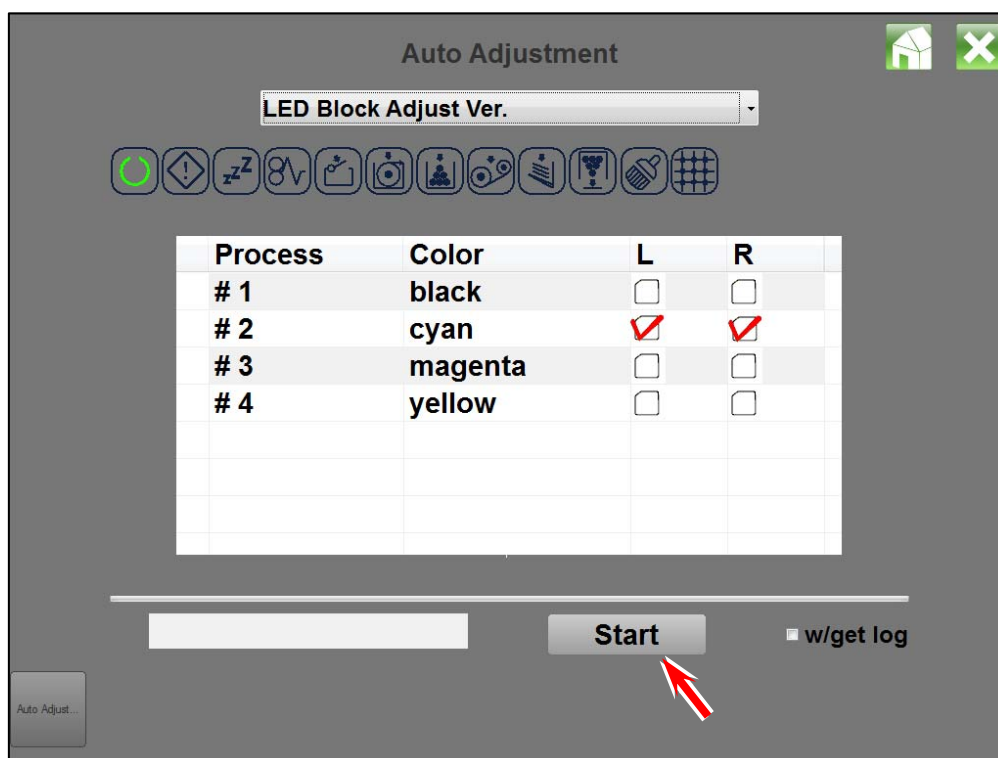 Auto Adjustment
LED Block Adjust Ver.
zzZ
Process Color L R
# 1 black
# 2 cyan
# 3 magenta
# 4 yellow
Start
w/get log
Auto Adjust...